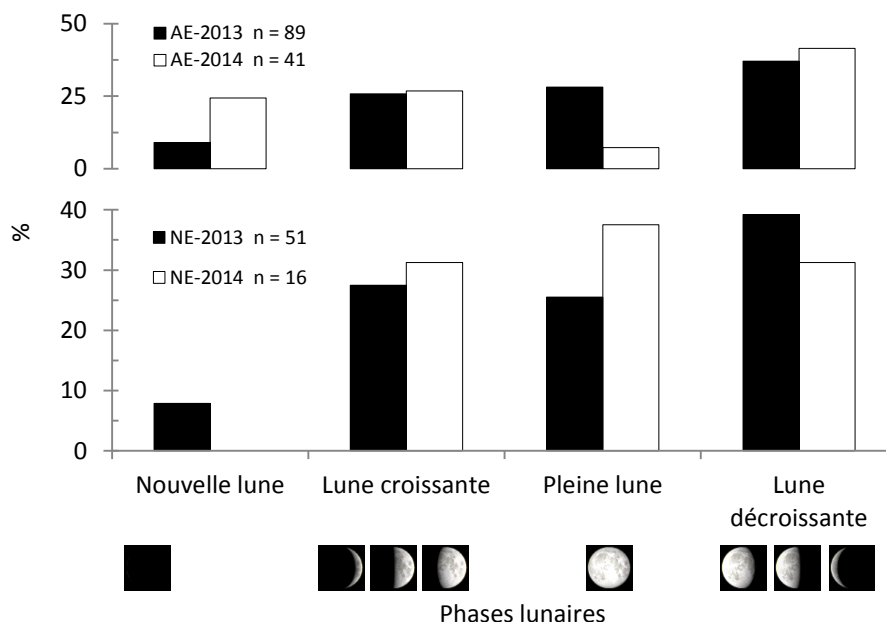 50
25
0
AE-2013 n = 89
AE-2014 n = 41
%
40
30
20
10
0
NE-2013 n = 51
NE-2014 n = 16
Nouvelle lune
Lune croissante
Pleine lune
Lune
décroissante
Phases lunaires